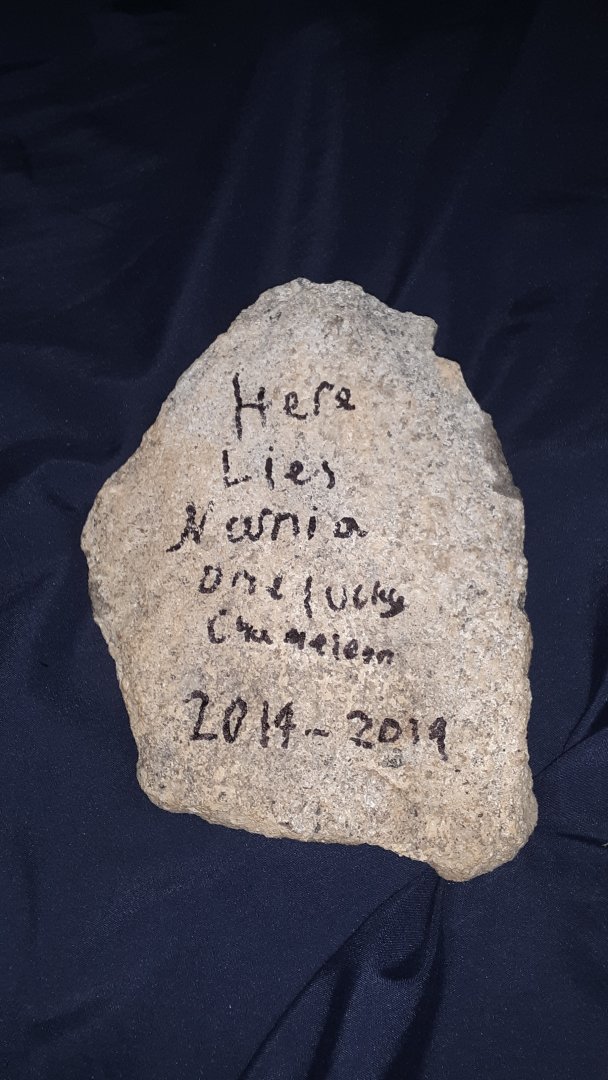 Here
Lies
Narnia
One lucky
Chameleon
2014-2019